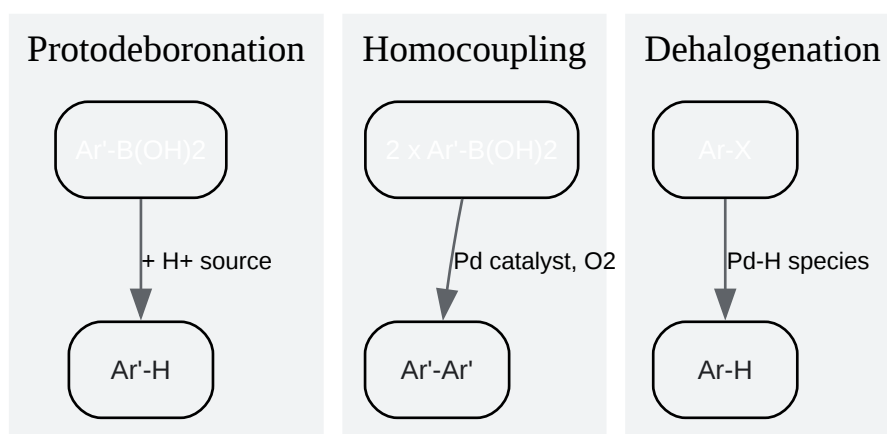 Protodeboronation
Ar'-B(OH)2
+ H+ source
Ar'-H
Homocoupling
2 x Ar'-B(OH)2
Pd catalyst, O2
Ar'-Ar'
Dehalogenation
Ar-X
Pd-H species
Ar-H